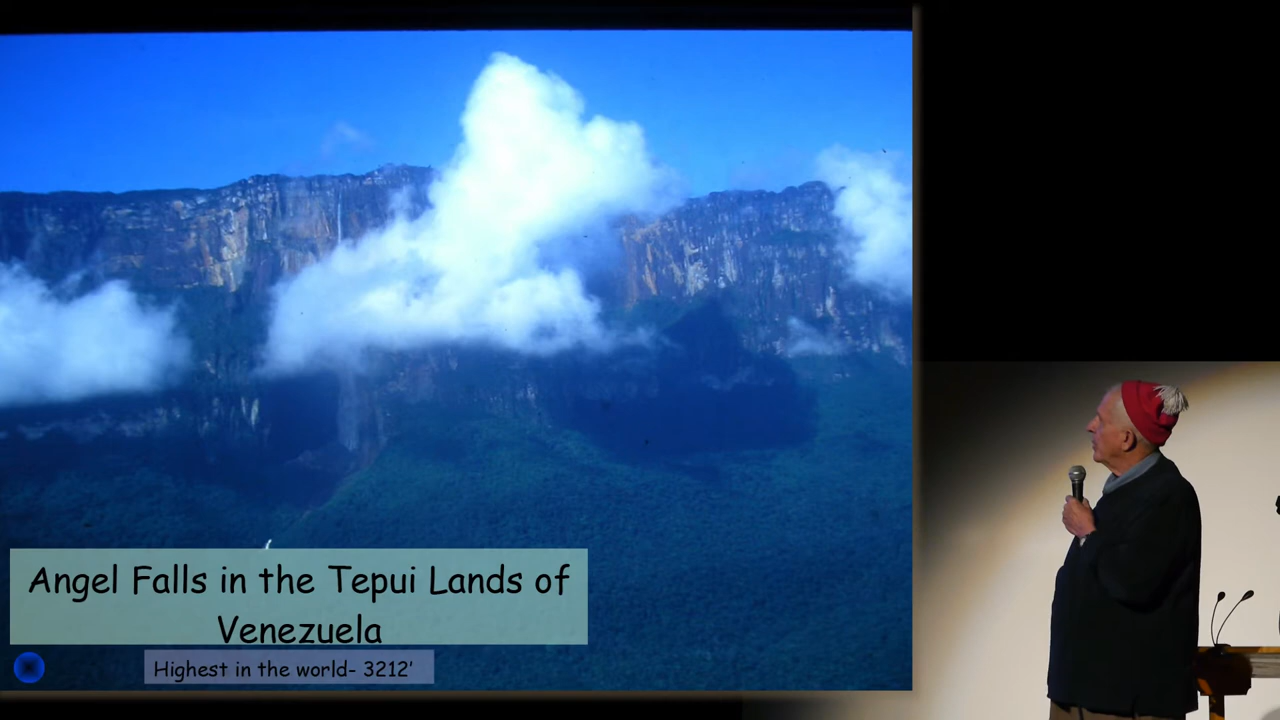 Angel Falls in the Tepui Lands of
Venezuela
Highest in the world- 3212’